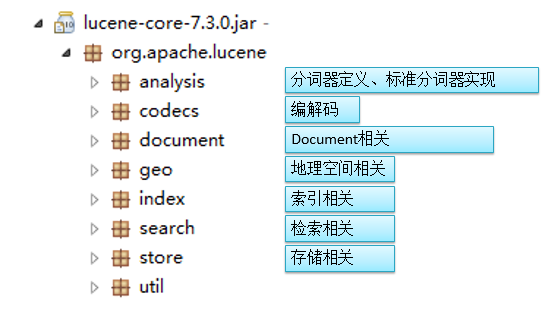 lucene-core-7.3.0.jar -
org.apache.lucene
analysis 分词器定义、标准分词器实现
codecs 编解码
document Document相关
geo 地理空间相关
index 索引相关
search 检索相关
store 存储相关
util